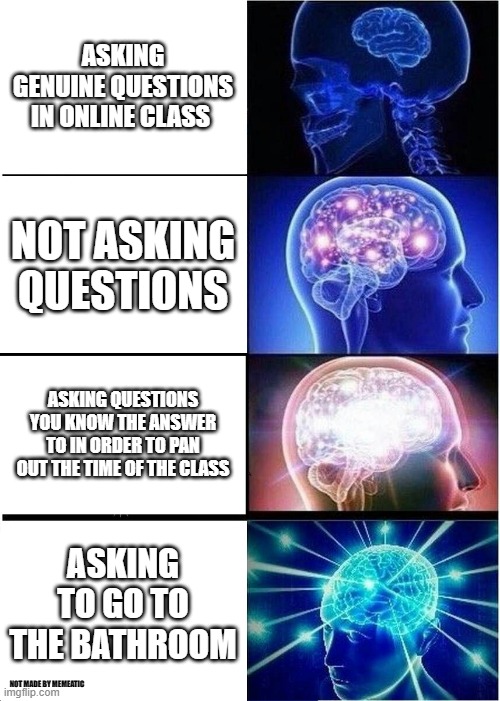 ASKING
GENUINE QUESTIONS
IN ONLINE CLASS
NOT ASKING
QUESTIONS
ASKING QUESTIONS
YOU KNOW THE ANSWER
TO IN ORDER TO PAN
OUT THE TIME OF THE CLASS
ASKING
TO GO TO
THE BATHROOM
NOT MADE BY MEMEATIC
imgflip.com